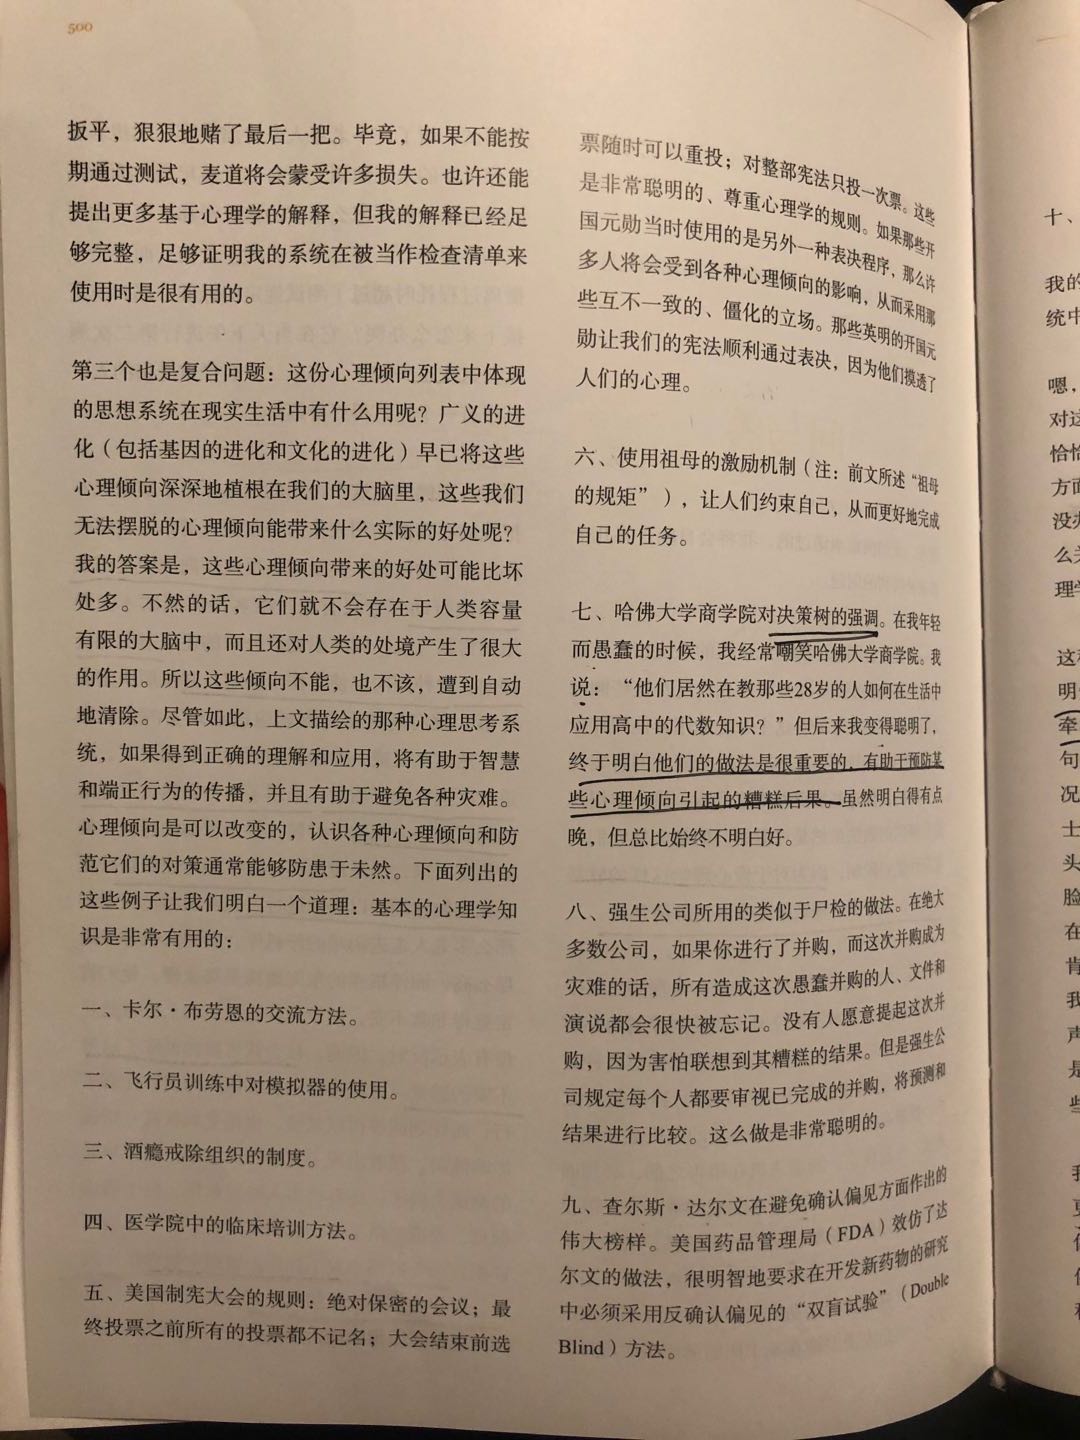 500
扳平，狠狠地赌了最后一把。毕竟，如果不能按
期通过测试，麦道将会蒙受许多损失。也许还能
提出更多基于心理学的解释，但我的解释已经足
够完整，足够证明我的系统在被当作检查清单来
使用时是很有用的。
第三个也是复合问题：这份心理倾向列表中体现
的思想系统在现实生活中有什么用呢？广义的进
化（包括基因的进化和文化的进化）早已将这些
心理倾向深深地植根在我们的大脑里，这些我们
无法摆脱的心理倾向能带来什么实际的好处呢？
我的答案是，这些心理倾向带来的好处可能比坏
处多。不然的话，它们就不会存在于人类容量
有限的大脑中，而且还对人类的处境产生了很大
的作用。所以这些倾向不能，也不该，遭到自动
地清除。尽管如此，上文描绘的那种心理思考系
统，如果得到正确的理解和应用，将有助于智慧
和端正行为的传播，并且有助于避免各种灾难。
心理倾向是可以改变的，认识各种心理倾向和防
范它们的对策通常能够防患于未然。下面列出的
这些例子让我们明白一个道理：基本的心理学知
识是非常有用的：
一、卡尔·布劳恩的交流方法。
二、飞行员训练中对模拟器的使用。
三、酒瘾戒除组织的制度。
四、医学院中的临床培训方法。
五、美国制宪大会的规则：绝对保密的会议；最
终投票之前所有的投票都不记名；大会结束前选
票随时可以重投；对整部宪法只投一次票。这些
是非常聪明的、尊重心理学的规则。如果那些开
国元勋当时使用的是另外一种表决程序，那么许
多人将会受到各种心理倾向的影响，从而采用那
些互不一致的、僵化的立场。那些英明的开国元
勋让我们的宪法顺利通过表决，因为他们摸透了
人们的心理。
六、使用祖母的激励机制（注：前文所述“祖母
的规矩”），让人们约束自己，从而更好地完成
自己的任务。
七、哈佛大学商学院对决策树的强调。在我年轻
而愚蠢的时候，我经常嘲笑哈佛大学商学院。我
说：“他们居然在教那些28岁的人如何在生活中
应用高中的代数知识？”但后来我变得聪明了，
终于明白他们的做法是很重要的，有助于预防某
些心理倾向引起的糟糕后果。虽然明白得有点
晚，但总比始终不明白好。
八、强生公司所用的类似于尸检的做法。在绝大
多数公司，如果你进行了并购，而这次并购成为
灾难的话，所有造成这次愚蠢并购的人、文件和
演说都会很快被忘记。没有人愿意提起这次并
购，因为害怕联想到其糟糕的结果。但是强生公
司规定每个人都要审视已完成的并购，将预测和
结果进行比较。这么做是非常聪明的。
九、查尔斯·达尔文在避免确认偏见方面作出的
伟大榜样。美国药品管理局（FDA）效仿了达
尔文的做法，很明智地要求在开发新药物的研究
中必须采用反确认偏见的“双盲试验”（Double
Blind）方法。
十、
我的
统中
嗯，
对这
恰恰
方面
没办
么关
理学
这种
明
牵
句
况
士
头
脸
在
肯
我
声
是
些